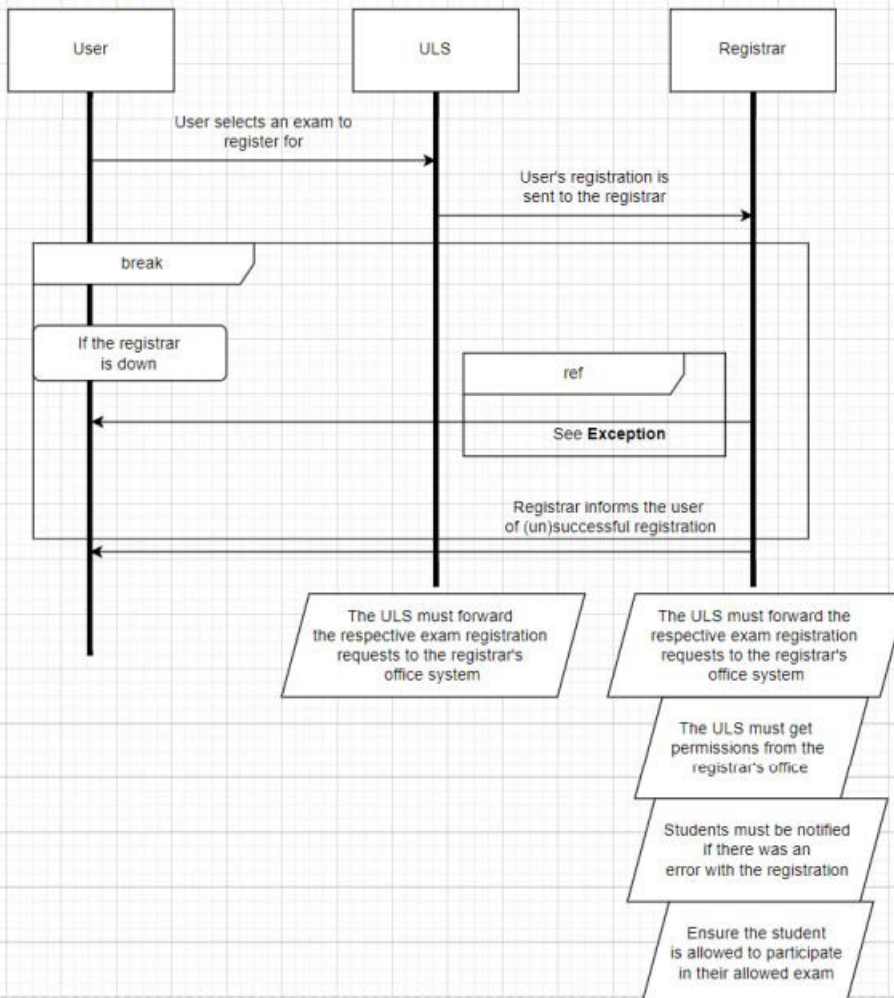 User
ULS
Registrar
User selects an exam to
register for
User's registration is
sent to the registrar
break
If the registrar
is down
ref
See Exception
Registrar informs the user
of (un)successful registration
The ULS must forward
the respective exam registration
requests to the registrar's
office system
The ULS must forward the
respective exam registration
requests to the registrar's
office system
The ULS must get
permissions from the
registrar's office
Students must be notified
if there was an
error with the registration
Ensure the student
is allowed to participate
in their allowed exam